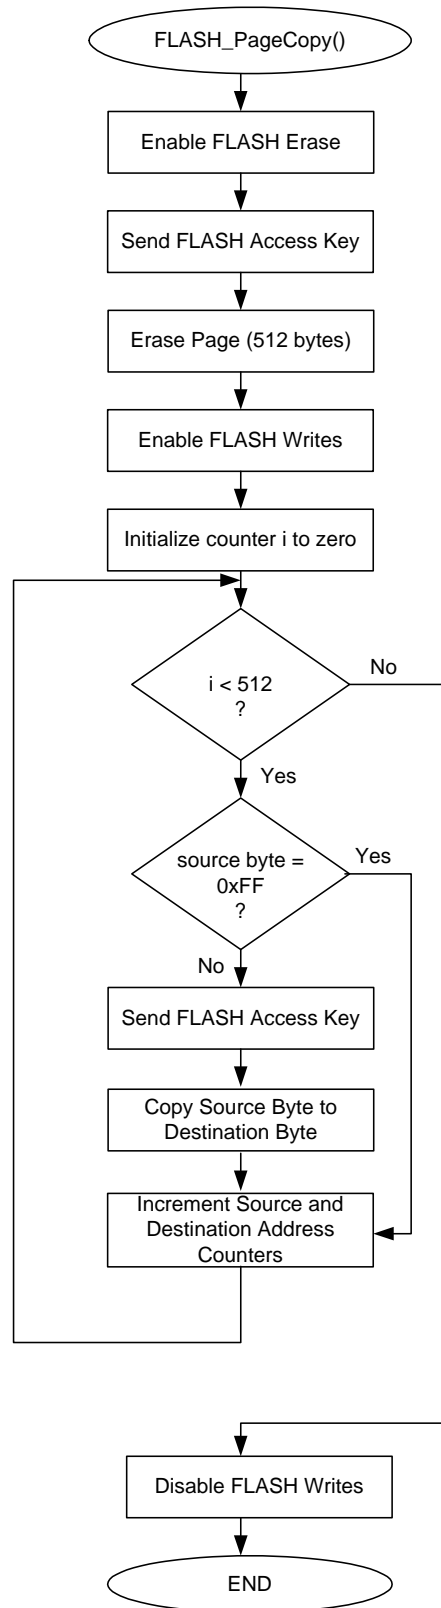 FLASH_PageCopy()
Enable FLASH Erase
Send FLASH Access Key
Erase Page (512 bytes)
Enable FLASH Writes
Initialize counter i to zero
i < 512
?
No
Yes
source byte =
0xFF
?
Yes
No
Send FLASH Access Key
Copy Source Byte to
Destination Byte
Increment Source and
Destination Address
Counters
Disable FLASH Writes
END